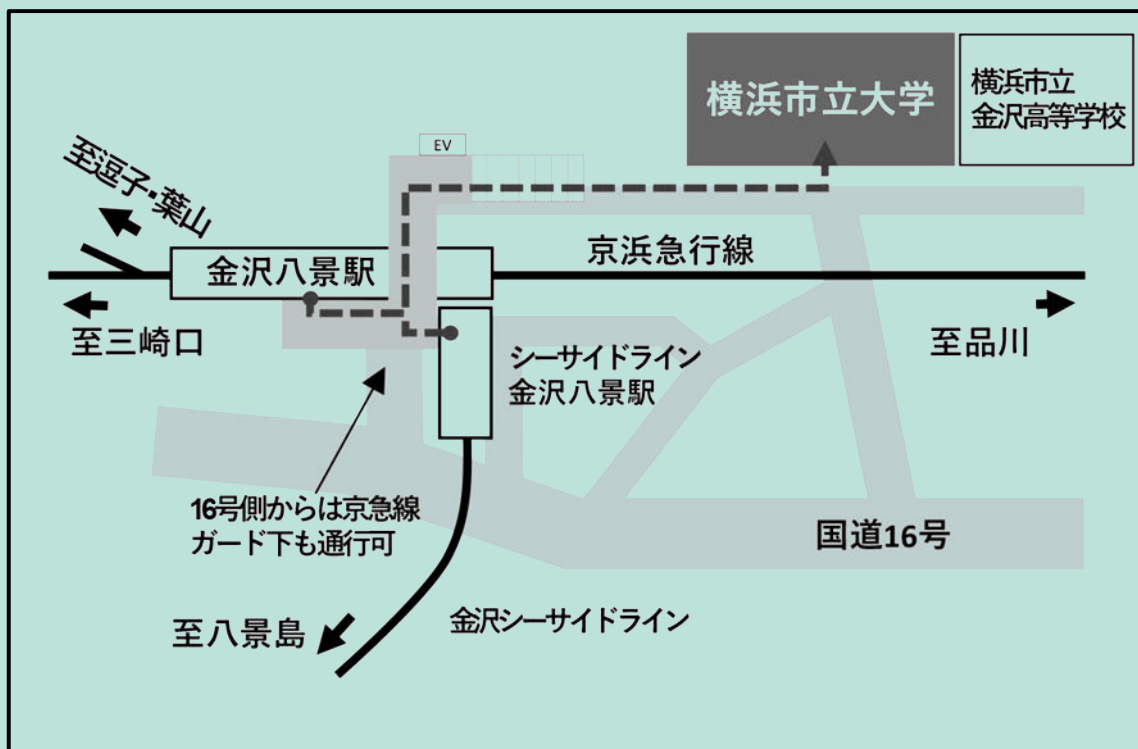 横浜市立大学
横浜市立
金沢高等学校
EV
至逗子・葉山
金沢八景駅
京浜急行線
至三崎口
至品川
シーサイドライン
金沢八景駅
16号側からは京急線
ガード下も通行可
国道16号
至八景島
金沢シーサイドライン